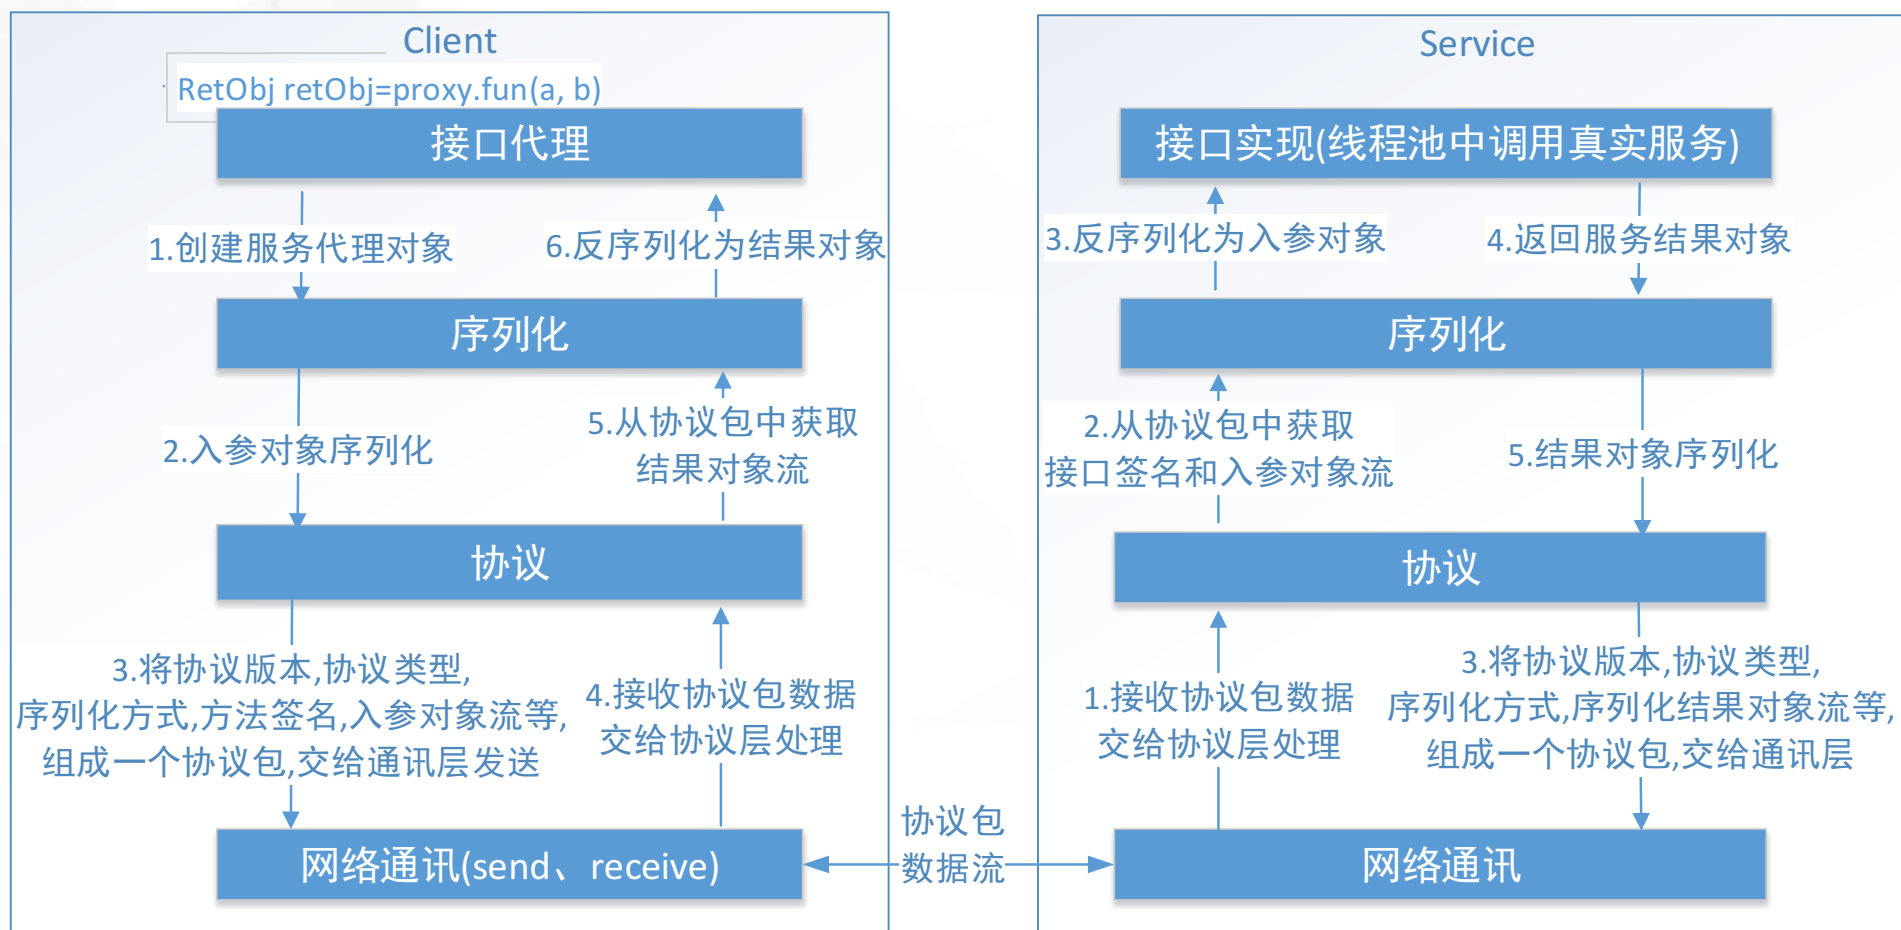 Client
RetObj retObj=proxy.fun(a, b)
接口代理
1.创建服务代理对象
6.反序列化为结果对象
序列化
2.入参对象序列化
5.从协议包中获取
结果对象流
协议
3.将协议版本,协议类型,
序列化方式,方法签名,入参对象流等,
组成一个协议包,交给通讯层发送
4.接收协议包数据
交给协议层处理
网络通讯(send、receive)
协议包
数据流
Service
接口实现(线程池中调用真实服务)
3.反序列化为入参对象
4.返回服务结果对象
序列化
2.从协议包中获取
接口签名和入参对象流
5.结果对象序列化
协议
1.接收协议包数据
交给协议层处理
3.将协议版本,协议类型,
序列化方式,序列化结果对象流等,
组成一个协议包,交给通讯层
网络通讯